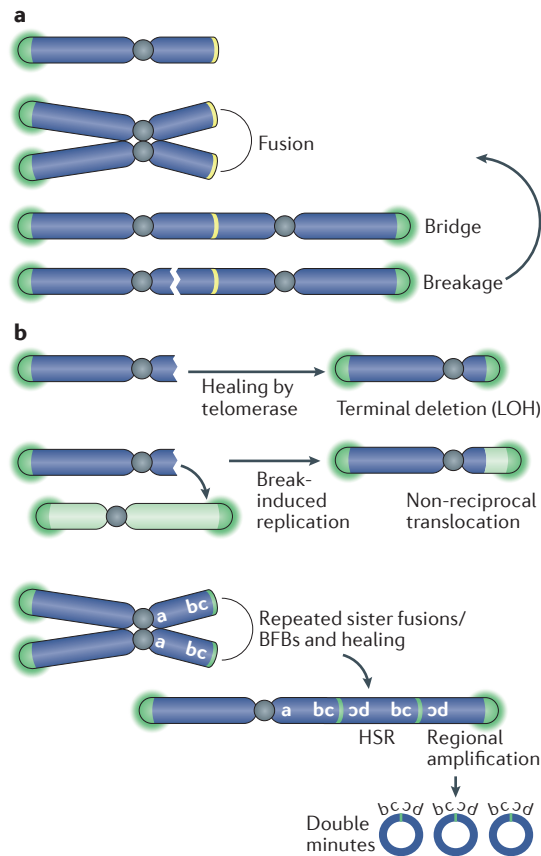 a
Fusion
Bridge
Breakage
b
Healing by
telomerase
Terminal deletion (LOH)
Break-
induced
replication
Non-reciprocal
translocation
a bc
a bc
Repeated sister fusions/
BFBs and healing
a bc ɔd bc ɔd
HSR
Regional
amplification
Double
minutes
bcɔd bcɔd bcɔd